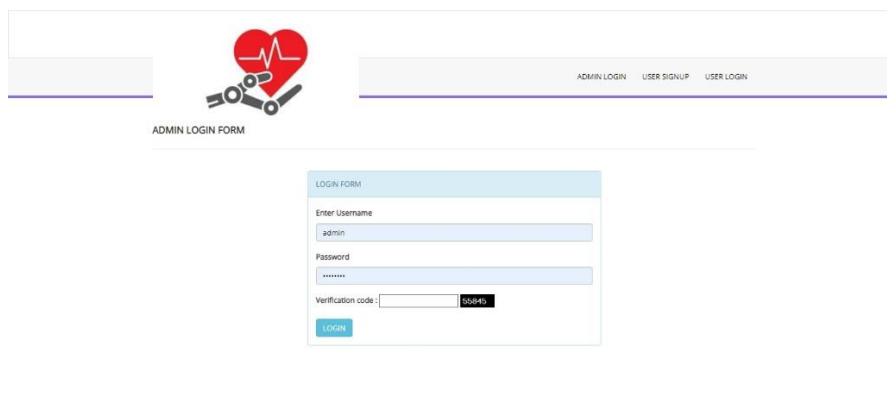 ADMIN LOGIN USER SIGNUP USER LOGIN
ADMIN LOGIN FORM
LOGIN FORM
Enter Username
admin
Password
••••••••
Verification code : 55845
LOGIN